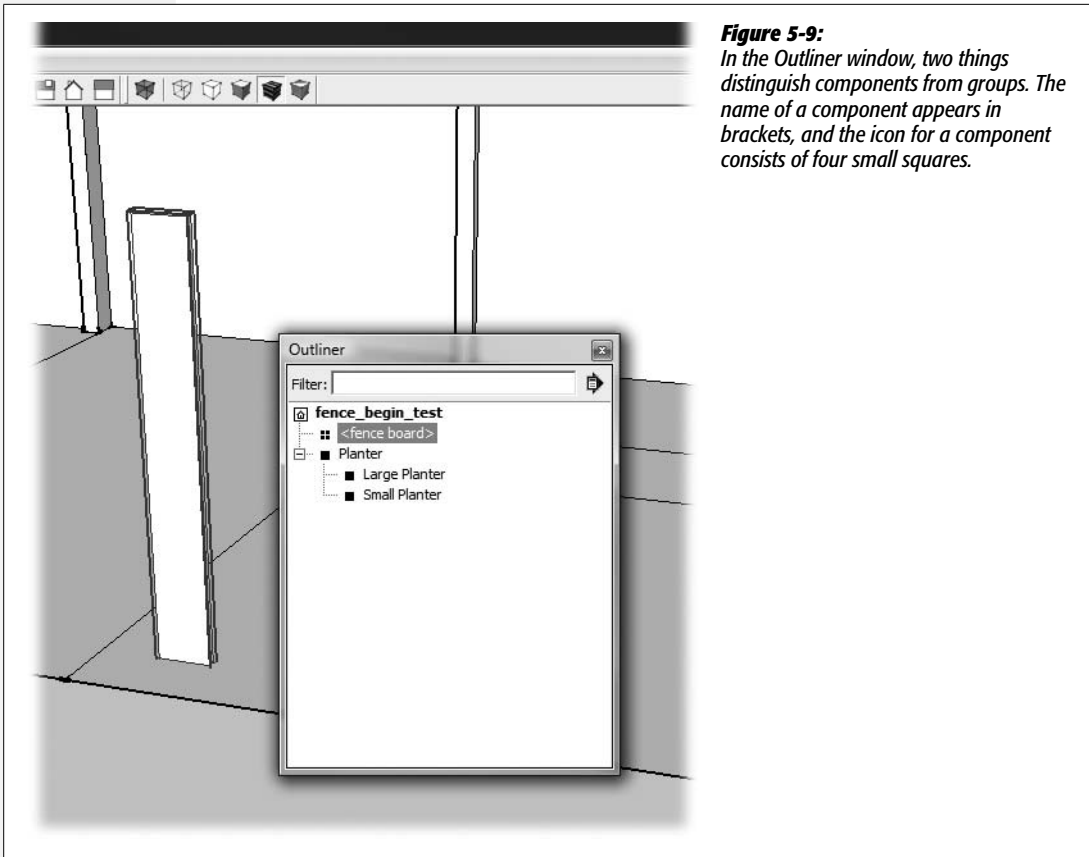 Figure 5-9:
In the Outliner window, two things
distinguish components from groups. The
name of a component appears in
brackets, and the icon for a component
consists of four small squares.
Outliner
Filter:
fence_begin_test
<fence board>
Planter
Large Planter
Small Planter